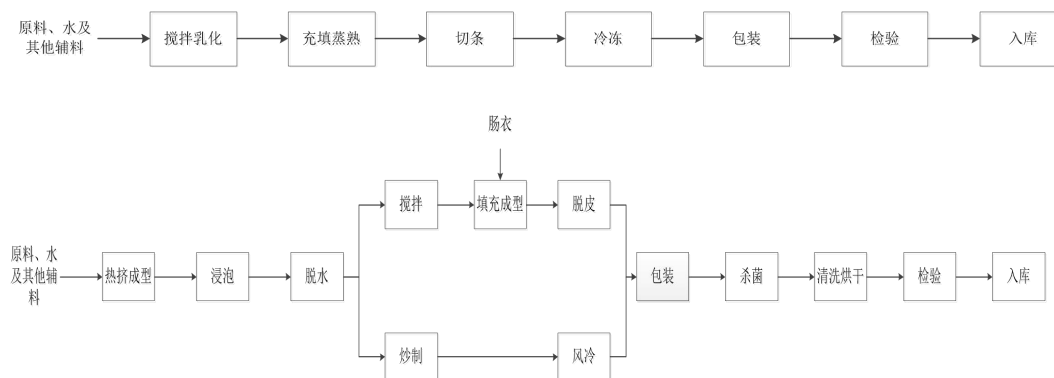 原料、水及
其他辅料
搅拌乳化
充填蒸熟
切条
冷冻
包装
检验
入库
肠衣
搅拌
填充成型
脱皮
原料、水
及其他辅
料
热挤成型
浸泡
脱水
包装
杀菌
清洗烘干
检验
入库
炒制
风冷